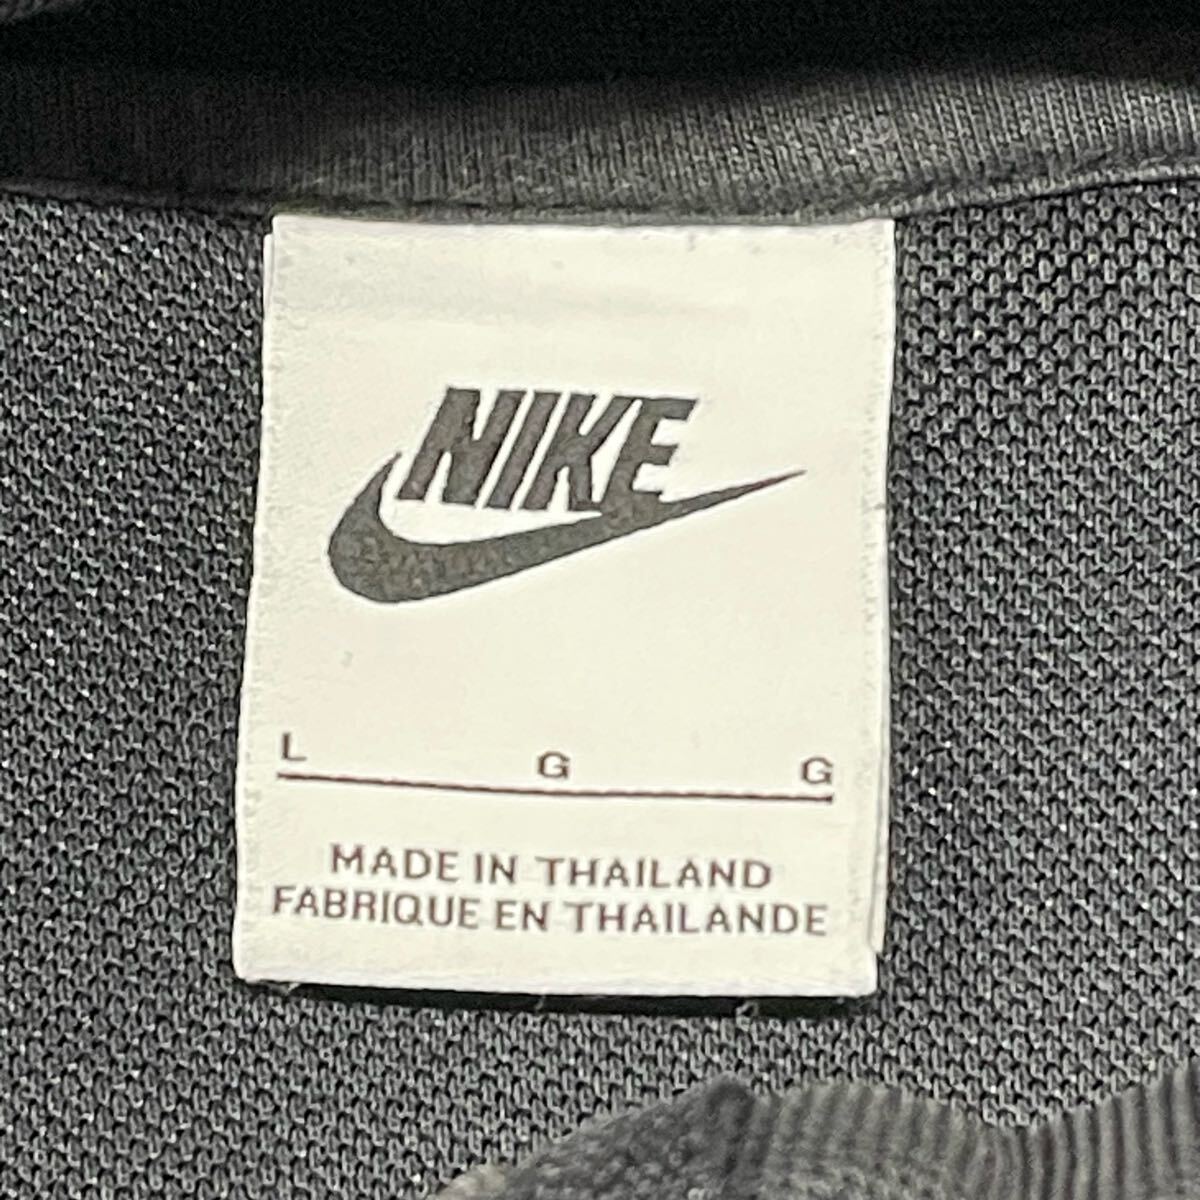 NIKE
L G G
MADE IN THAILAND
FABRIQUE EN THAILANDE